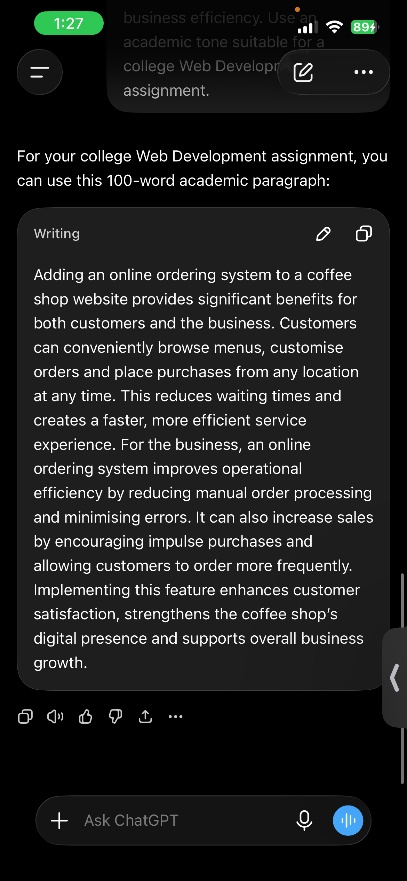 1:27
89
business efficiency. Use an
academic tone suitable for a
college Web Develop
assignment.
For your college Web Development assignment, you
can use this 100-word academic paragraph:
Writing
Adding an online ordering system to a coffee
shop website provides significant benefits for
both customers and the business. Customers
can conveniently browse menus, customise
orders and place purchases from any location
at any time. This reduces waiting times and
creates a faster, more efficient service
experience. For the business, an online
ordering system improves operational
efficiency by reducing manual order processing
and minimising errors. It can also increase sales
by encouraging impulse purchases and
allowing customers to order more frequently.
Implementing this feature enhances customer
satisfaction, strengthens the coffee shop's
digital presence and supports overall business
growth.
Ask ChatGPT